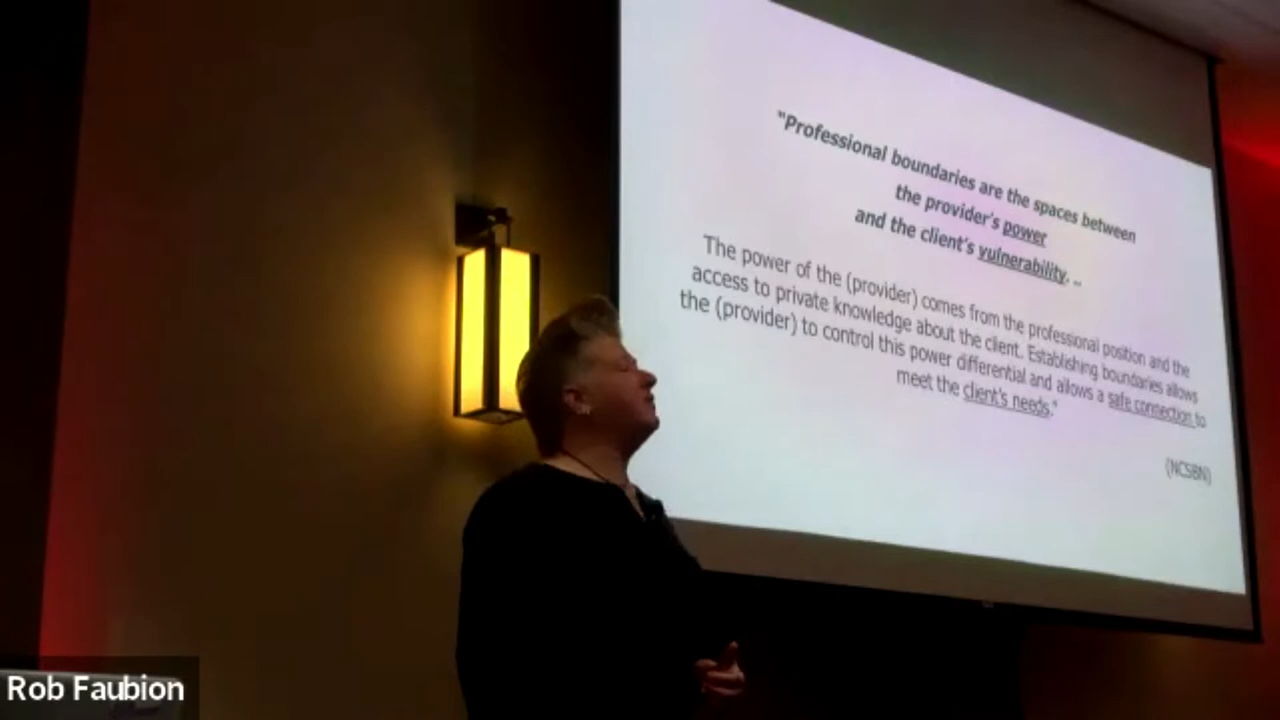 "Professional boundaries are the spaces between
the provider's power
and the client's vulnerability. ..
The power of the (provider) comes from the professional position and the
access to private knowledge about the client. Establishing boundaries allows
the (provider) to control this power differential and allows a safe connection to
meet the client's needs."
(NCSBN)
Rob Faubion